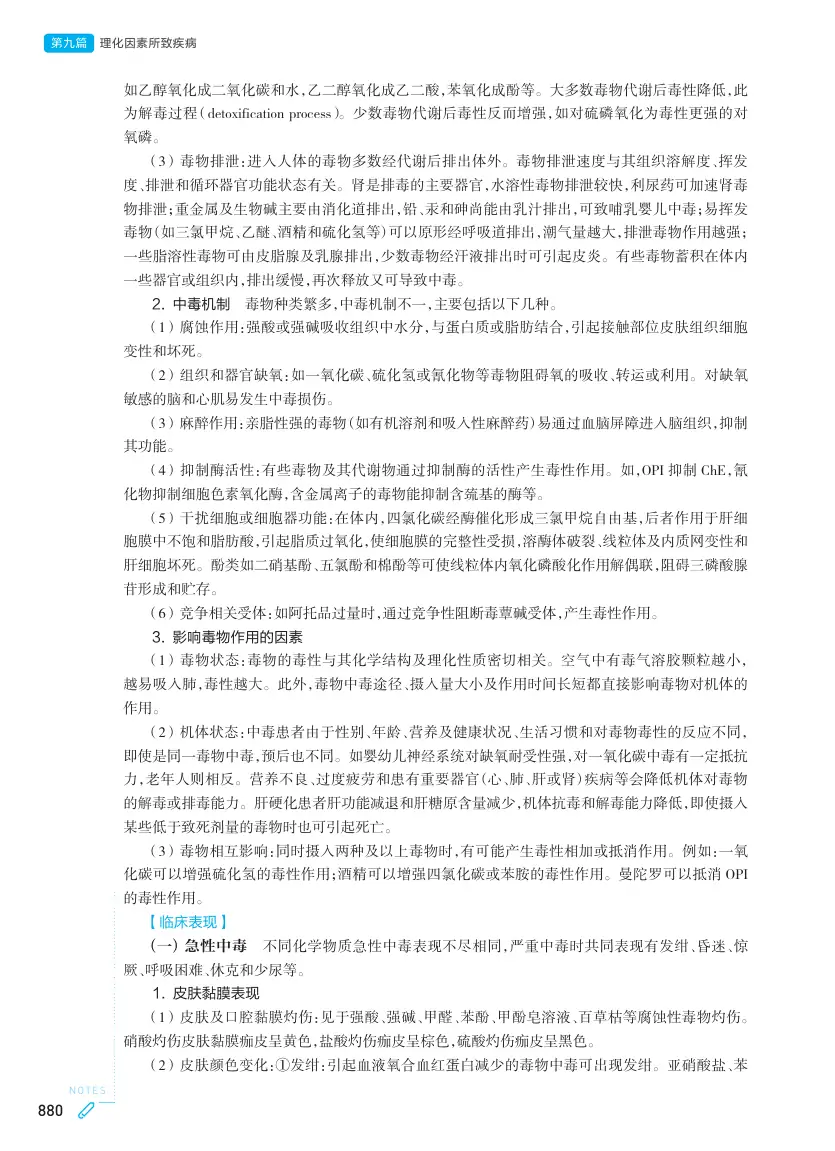 第九篇 理化因素所致疾病
如乙醇氧化成二氧化碳和水,乙二醇氧化成乙二酸,苯氧化成酚等。大多数毒物代谢后毒性降低,此
为解毒过程(detoxification process)。少数毒物代谢后毒性反而增强,如对硫磷氧化为毒性更强的对
氧磷。
(3)毒物排泄:进入人体的毒物多数经代谢后排出体外。毒物排泄速度与其组织溶解度、挥发
度、排泄和循环器官功能状态有关。肾是排毒的主要器官,水溶性毒物排泄较快,利尿药可加速肾毒
物排泄;重金属及生物碱主要由消化道排出,铅、汞和砷尚能由乳汁排出,可致哺乳婴儿中毒;易挥发
毒物(如三氯甲烷、乙醚、酒精和硫化氢等)可以原形经呼吸道排出,潮气量越大,排泄毒物作用越强;
一些脂溶性毒物可由皮脂腺及乳腺排出,少数毒物经汗液排出时可引起皮炎。有些毒物蓄积在体内
一些器官或组织内,排出缓慢,再次释放又可导致中毒。
2. 中毒机制 毒物种类繁多,中毒机制不一,主要包括以下几种。
(1)腐蚀作用:强酸或强碱吸收组织中水分,与蛋白质或脂肪结合,引起接触部位皮肤组织细胞
变性和坏死。
(2)组织和器官缺氧:如一氧化碳、硫化氢或氰化物等毒物阻碍氧的吸收、转运或利用。对缺氧
敏感的脑和心肌易发生中毒损伤。
(3)麻醉作用:亲脂性强的毒物(如有机溶剂和吸入性麻醉药)易通过血脑屏障进入脑组织,抑制
其功能。
(4)抑制酶活性:有些毒物及其代谢物通过抑制酶的活性产生毒性作用。如,OPI 抑制 ChE,氰
化物抑制细胞色素氧化酶,含金属离子的毒物能抑制含巯基的酶等。
(5)干扰细胞或细胞器功能:在体内,四氯化碳经酶催化形成三氯甲烷自由基,后者作用于肝细
胞膜中不饱和脂肪酸,引起脂质过氧化,使细胞膜的完整性受损,溶酶体破裂、线粒体及内质网变性和
肝细胞坏死。酚类如二硝基酚、五氯酚和棉酚等可使线粒体内氧化磷酸化作用解偶联,阻碍三磷酸腺
苷形成和贮存。
(6)竞争相关受体:如阿托品过量时,通过竞争性阻断毒蕈碱受体,产生毒性作用。
3. 影响毒物作用的因素
(1)毒物状态:毒物的毒性与其化学结构及理化性质密切相关。空气中有毒气溶胶颗粒越小,
越易吸入肺,毒性越大。此外,毒物中毒途径、摄入量大小及作用时间长短都直接影响毒物对机体的
作用。
(2)机体状态:中毒患者由于性别、年龄、营养及健康状况、生活习惯和对毒物毒性的反应不同,
即使是同一毒物中毒,预后也不同。如婴幼儿神经系统对缺氧耐受性强,对一氧化碳中毒有一定抵抗
力,老年人则相反。营养不良、过度疲劳和患有重要器官(心、肺、肝或肾)疾病等会降低机体对毒物
的解毒或排毒能力。肝硬化患者肝功能减退和肝糖原含量减少,机体抗毒和解毒能力降低,即使摄入
某些低于致死剂量的毒物时也可引起死亡。
(3)毒物相互影响:同时摄入两种及以上毒物时,有可能产生毒性相加或抵消作用。例如:一氧
化碳可以增强硫化氢的毒性作用;酒精可以增强四氯化碳或苯胺的毒性作用。曼陀罗可以抵消 OPI
的毒性作用。
【临床表现】
(一)急性中毒 不同化学物质急性中毒表现不尽相同,严重中毒时共同表现有发绀、昏迷、惊
厥、呼吸困难、休克和少尿等。
1. 皮肤黏膜表现
(1)皮肤及口腔黏膜灼伤:见于强酸、强碱、甲醛、苯酚、甲酚皂溶液、百草枯等腐蚀性毒物灼伤。
硝酸灼伤皮肤黏膜痂皮呈黄色,盐酸灼伤痂皮呈棕色,硫酸灼伤痂皮呈黑色。
(2)皮肤颜色变化:①发绀:引起血液氧合血红蛋白减少的毒物中毒可出现发绀。亚硝酸盐、苯
NOTES
880